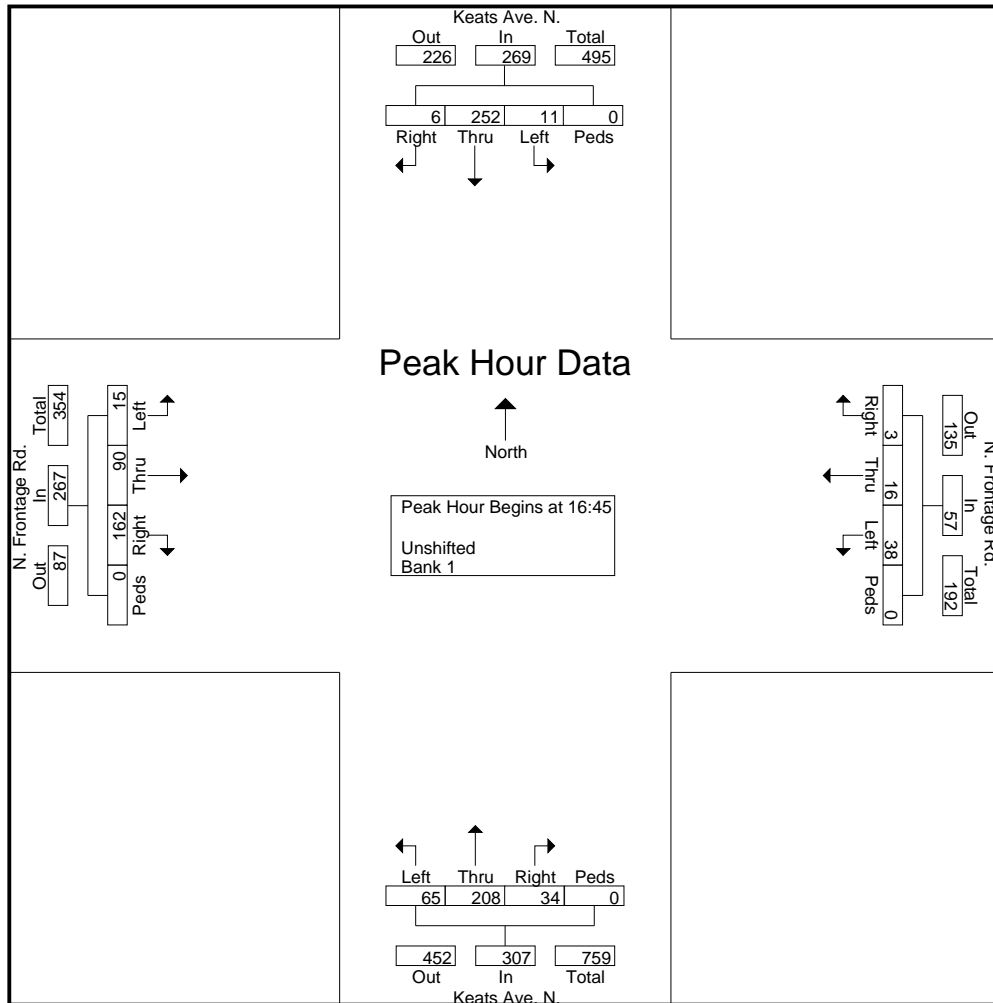 Keats Ave. N.
Out In Total
226 269 495
6 252 11 0
Right Thru Left Peds
Peak Hour Data
North
Peak Hour Begins at 16:45
Unshifted
Bank 1
N. Frontage Rd.
Out In Total
87 267 354
15 90 162 0
Left Thru Right Peds
N. Frontage Rd.
Out In Total
135 57 192
3 16 38 0
Right Thru Left Peds
Left Thru Right Peds
65 208 34 0
452 307 759
Out In Total
Keats Ave. N.